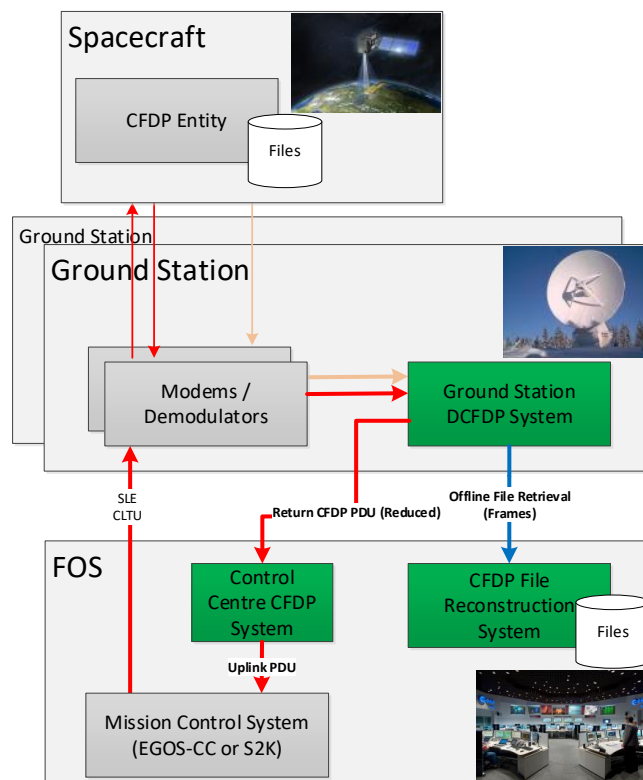 Spacecraft
CFDP Entity
Files
Ground Station
Ground Station
Modems /
Demodulators
Ground Station
DCFDP System
SLE
CLTU
Return CFDP PDU (Reduced)
Offline File Retrieval
(Frames)
FOS
Control
Centre CFDP
System
CFDP File
Reconstruction
System
Files
Uplink PDU
Mission Control System
(EGOS-CC or S2K)